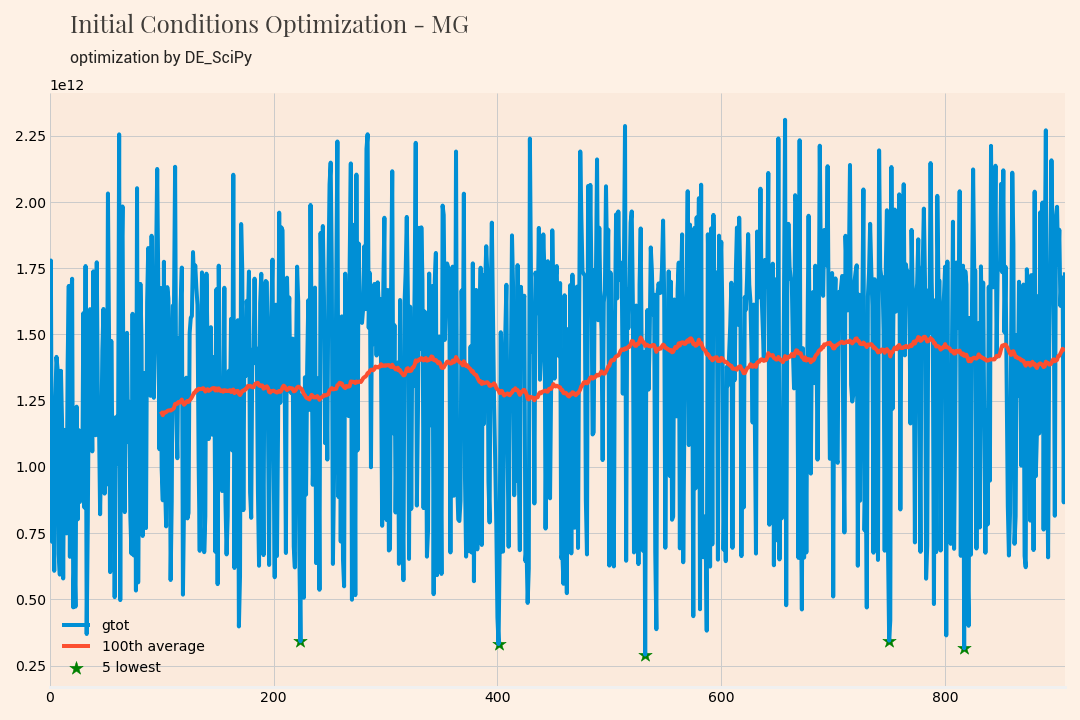 Initial Conditions Optimization - MG
optimization by DE_SciPy
1e12
2.25
2.00
1.75
1.50
1.25
1.00
0.75
0.50
0.25
gtot
100th average
5 lowest
0 200 400 600 800